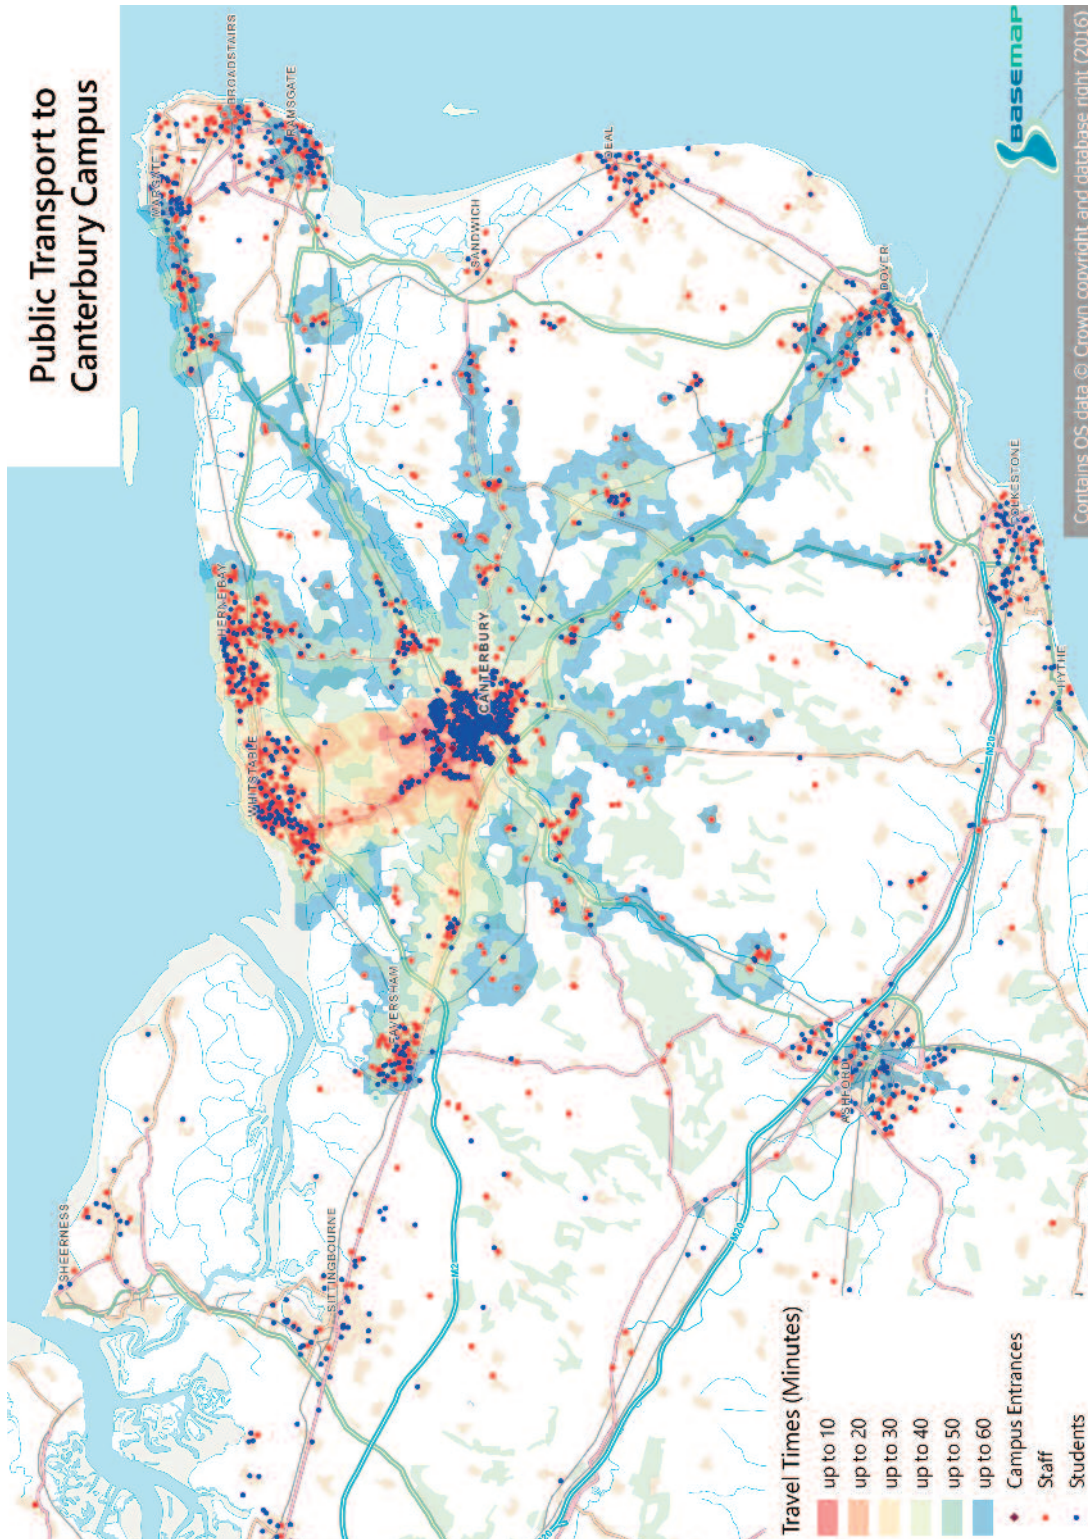 Public Transport to
Canterbury Campus
SHEERNESS
SITTINGBOURNE
FAVERSHAM
WHITSTABLE
HERNE BAY
MARGATE
BROADSTAIRS
RAMSGATE
CANTERBURY
SANDWICH
DEAL
DOVER
FOLKESTONE
HYTHE
ASHFORD
M2
M20
M20
M20
Travel Times (Minutes)
up to 10
up to 20
up to 30
up to 40
up to 50
up to 60
Campus Entrances
Staff
Students
BASEMAP
Contains OS data © Crown copyright and database right (2016)